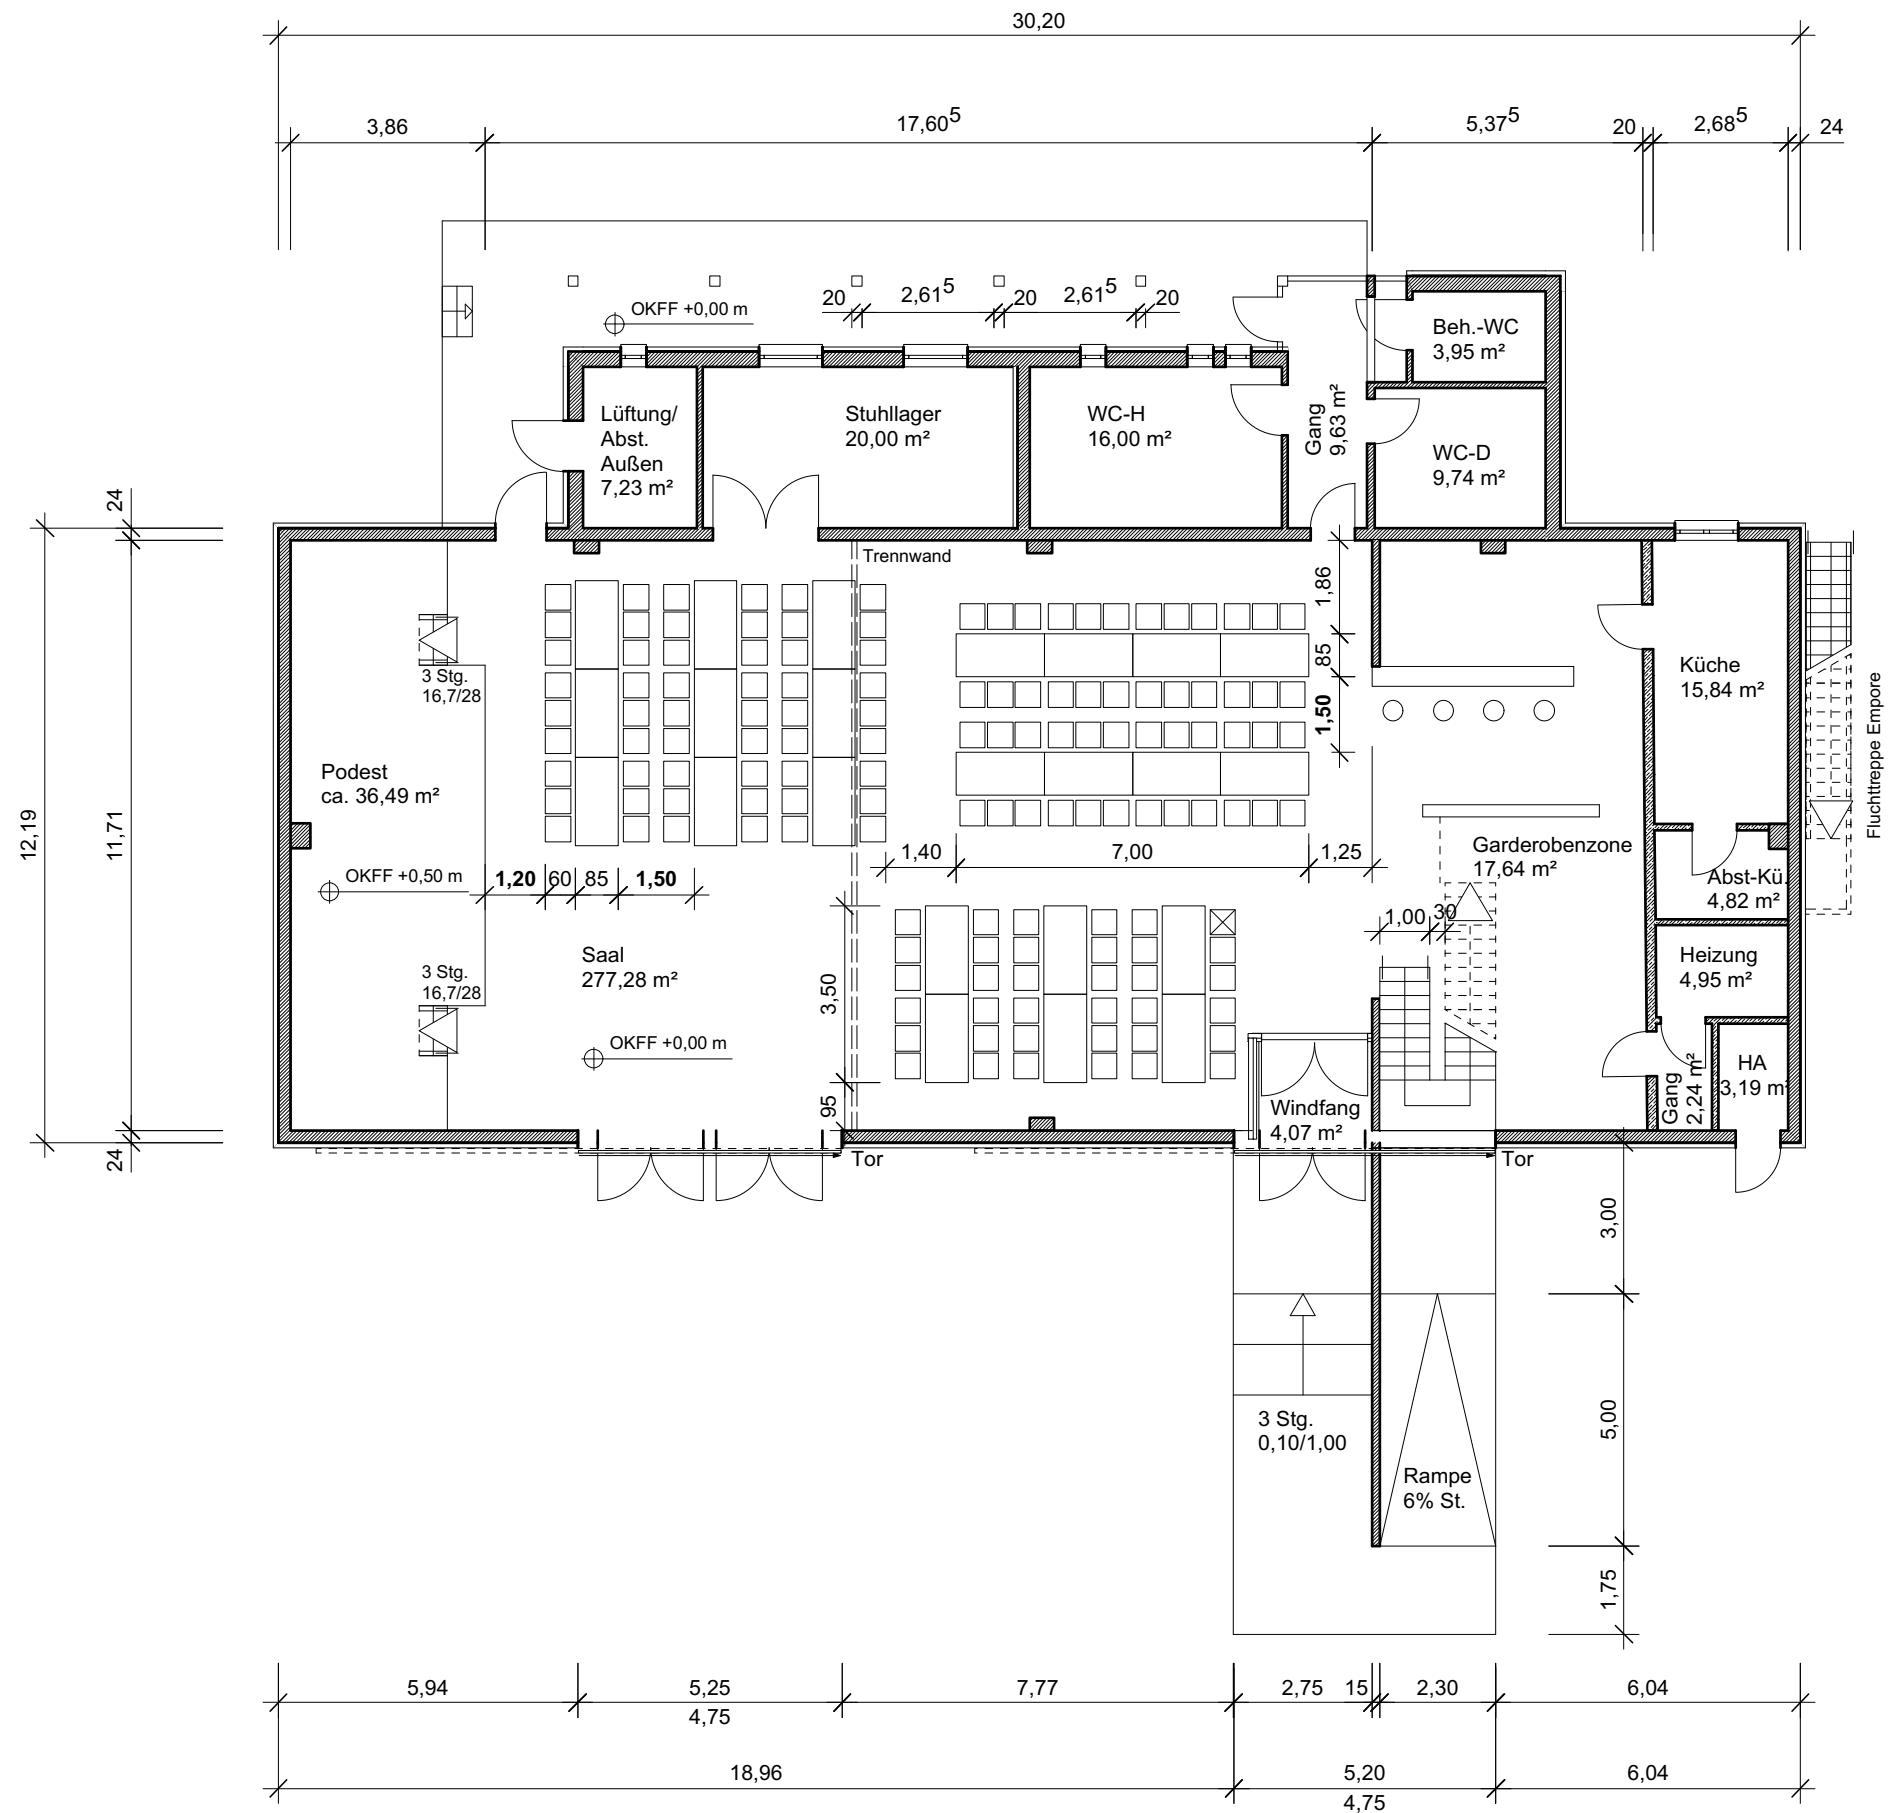 30,20
3,86
17,60⁵
5,37⁵
20
2,68⁵
24
OKFF +0,00 m
20
2,61⁵
20
2,61⁵
20
Beh.-WC
3,95 m²
Lüftung/
Abst.
Außen
7,23 m²
Stuhllager
20,00 m²
WC-H
16,00 m²
Gang
9,63 m²
WC-D
9,74 m²
24
12,19
11,71
24
Trennwand
1,86
85
1,50
3 Stg.
16,7/28
Podest
ca. 36,49 m²
Küche
15,84 m²
Fluchttreppe Empore
OKFF +0,50 m
1,20
60
85
1,50
1,40
7,00
1,25
Garderobenzone
17,64 m²
Abst-Kü.
4,82 m²
1,00
30
Saal
277,28 m²
3 Stg.
16,7/28
3,50
Heizung
4,95 m²
OKFF +0,00 m
95
Windfang
4,07 m²
Gang
2,24 m²
HA
3,19 m²
Tor
Tor
3,00
3 Stg.
0,10/1,00
5,00
Rampe
6% St.
1,75
5,94
5,25
4,75
7,77
2,75
15
2,30
6,04
18,96
5,20
4,75
6,04